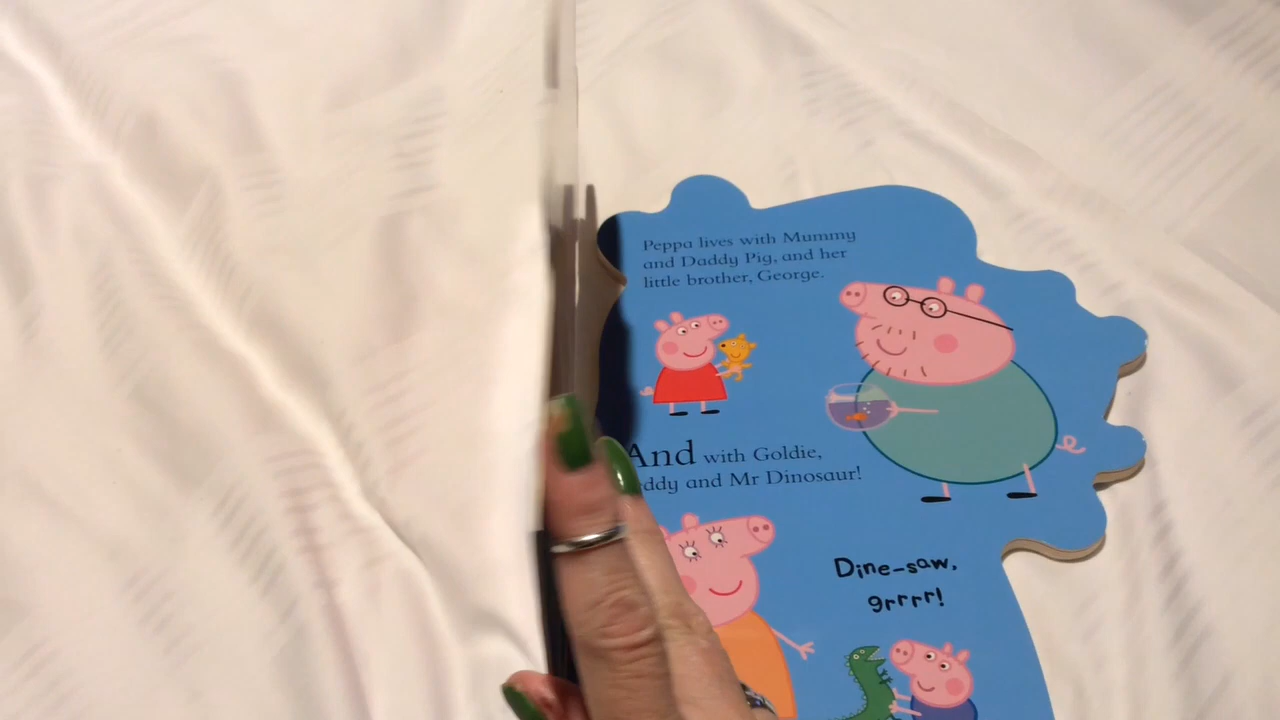 Peppa lives with Mummy
and Daddy Pig, and her
little brother, George.
And with Goldie,
and Mr Dinosaur!
Dine-saw,
grrrr!